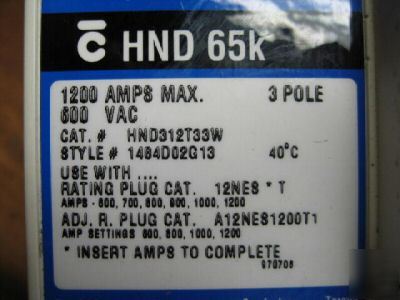 C HND 65k
1200 AMPS MAX. 3 POLE
600 VAC
CAT. # HND312T33W
STYLE # 1484D02G13 40°C
USE WITH ....
RATING PLUG CAT. 12NES * T
AMPS - 600, 700, 800, 900, 1000, 1200
ADJ. R. PLUG CAT. A12NES1200T1
AMP SETTINGS 600, 800, 1000, 1200
* INSERT AMPS TO COMPLETE
970708